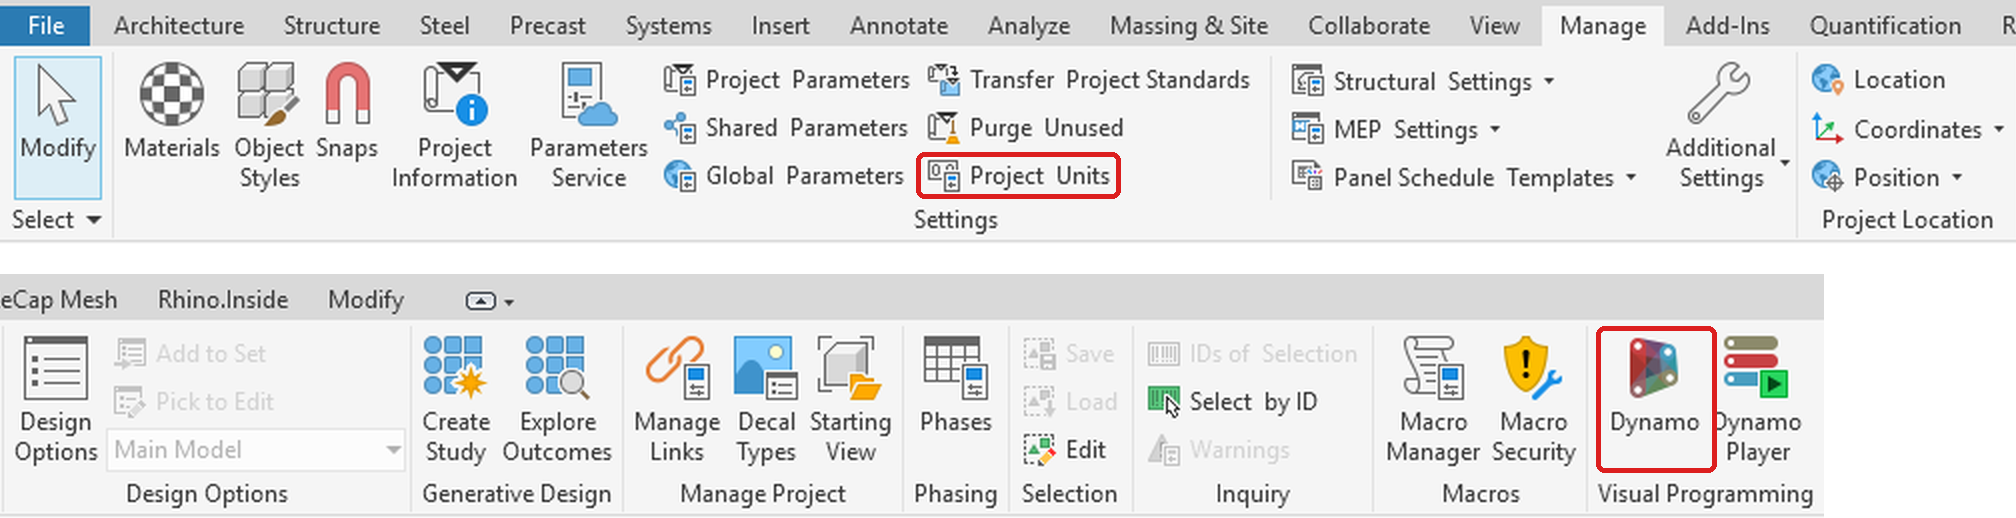 File Architecture Structure Steel Precast Systems Insert Annotate Analyze Massing & Site Collaborate View Manage Add-Ins Quantification R
Modify
Select
Materials
Object
Styles
Snaps
Project
Information
Parameters
Service
Project Parameters
Shared Parameters
Global Parameters
Transfer Project Standards
Purge Unused
Project Units
Structural Settings
MEP Settings
Panel Schedule Templates
Additional
Settings
Settings
Location
Coordinates
Position
Project Location
eCap Mesh Rhino.Inside Modify
Design
Options
Add to Set
Pick to Edit
Main Model
Design Options
Create
Study
Explore
Outcomes
Generative Design
Manage
Links
Decal
Types
Starting
View
Manage Project
Phases
Phasing
Save
Load
Edit
Selection
IDs of Selection
Select by ID
Warnings
Inquiry
Macro
Manager
Macro
Security
Macros
Dynamo
Dynamo
Player
Visual Programming